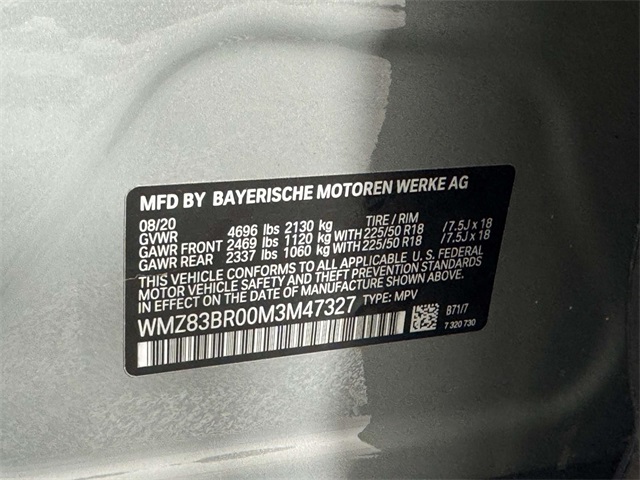 MFD BY BAYERISCHE MOTOREN WERKE AG
08/20 TIRE / RIM
GVWR 4696 lbs 2130 kg
GAWR FRONT 2469 lbs 1120 kg WITH 225/50 R18 / 7.5J x 18
GAWR REAR 2337 lbs 1060 kg WITH 225/50 R18 / 7.5J x 18
THIS VEHICLE CONFORMS TO ALL APPLICABLE U. S. FEDERAL
MOTOR VEHICLE SAFETY AND THEFT PREVENTION STANDARDS
IN EFFECT ON THE DATE OF MANUFACTURE SHOWN ABOVE.
WMZ83BR00M3M47327 TYPE: MPV
B71/7
7 320 730